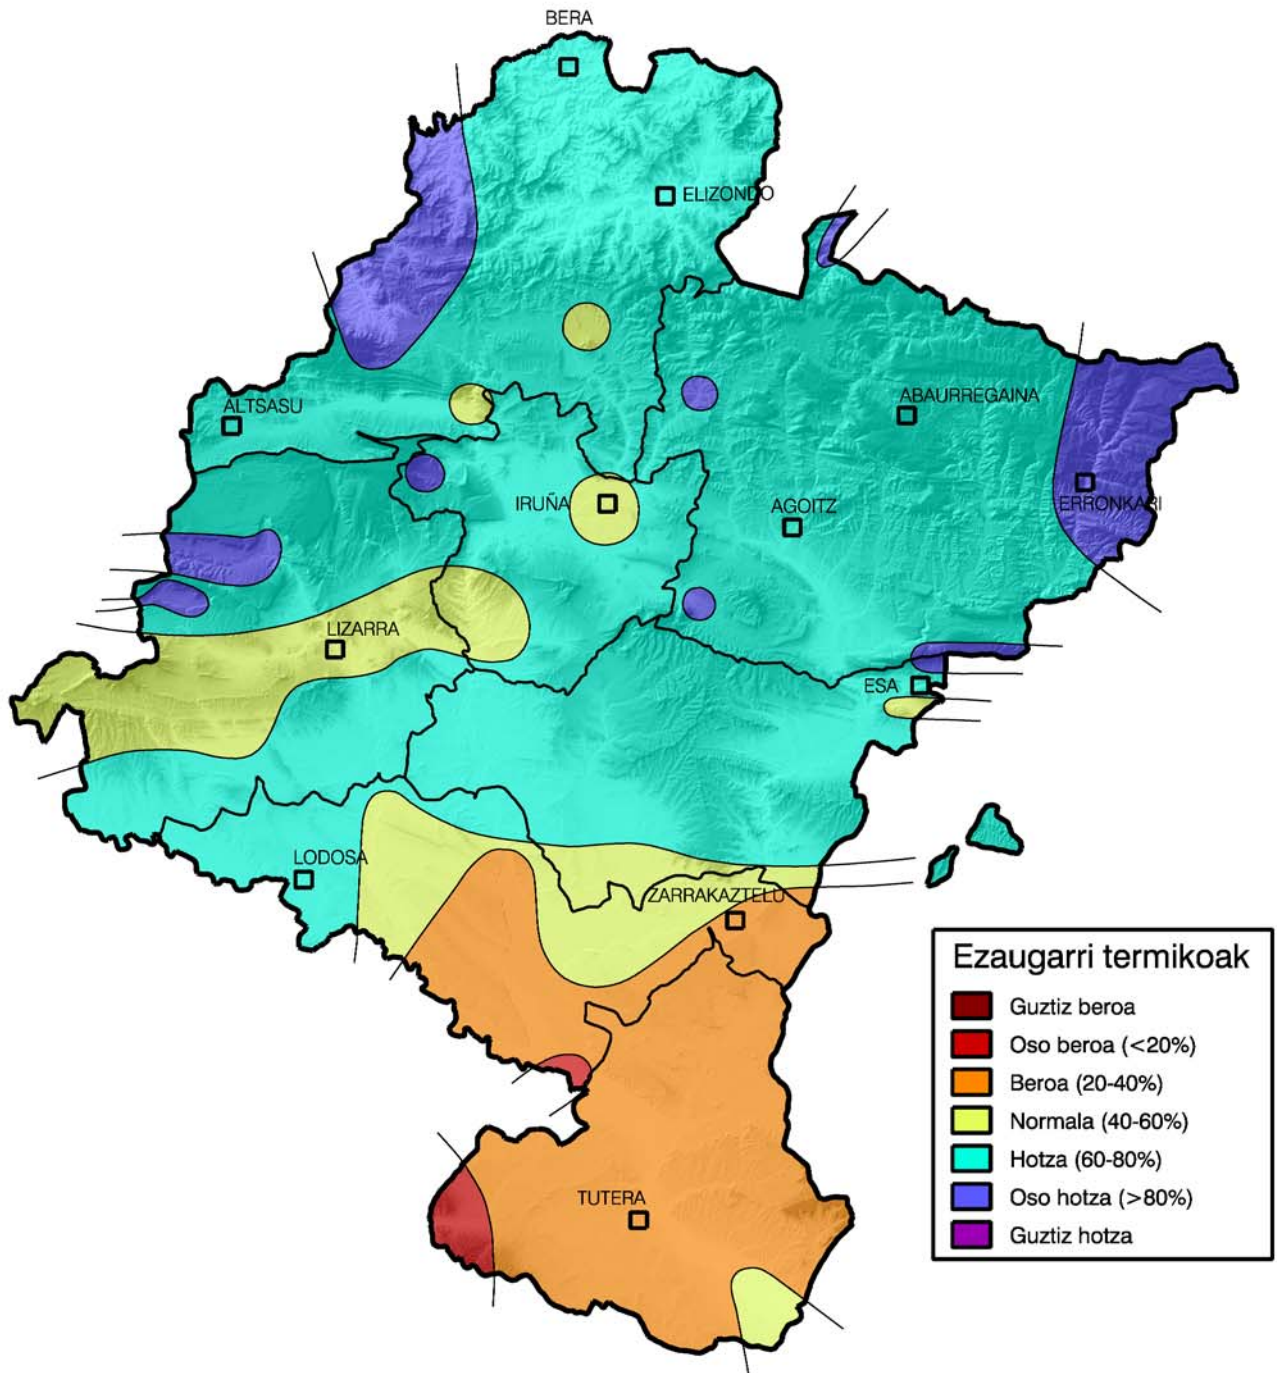 BERA
ELIZONDO
ALTSASU
ABAURREGAINA
IRUÑA
AGOITZ
ERRONKARI
LIZARRA
ESA
LODOSA
ZARRAKAZTELU
TUTERA
Ezaugarri termikoak
Guztiz beroa
Oso beroa (<20%)
Beroa (20-40%)
Normala (40-60%)
Hotza (60-80%)
Oso hotza (>80%)
Guztiz hotza